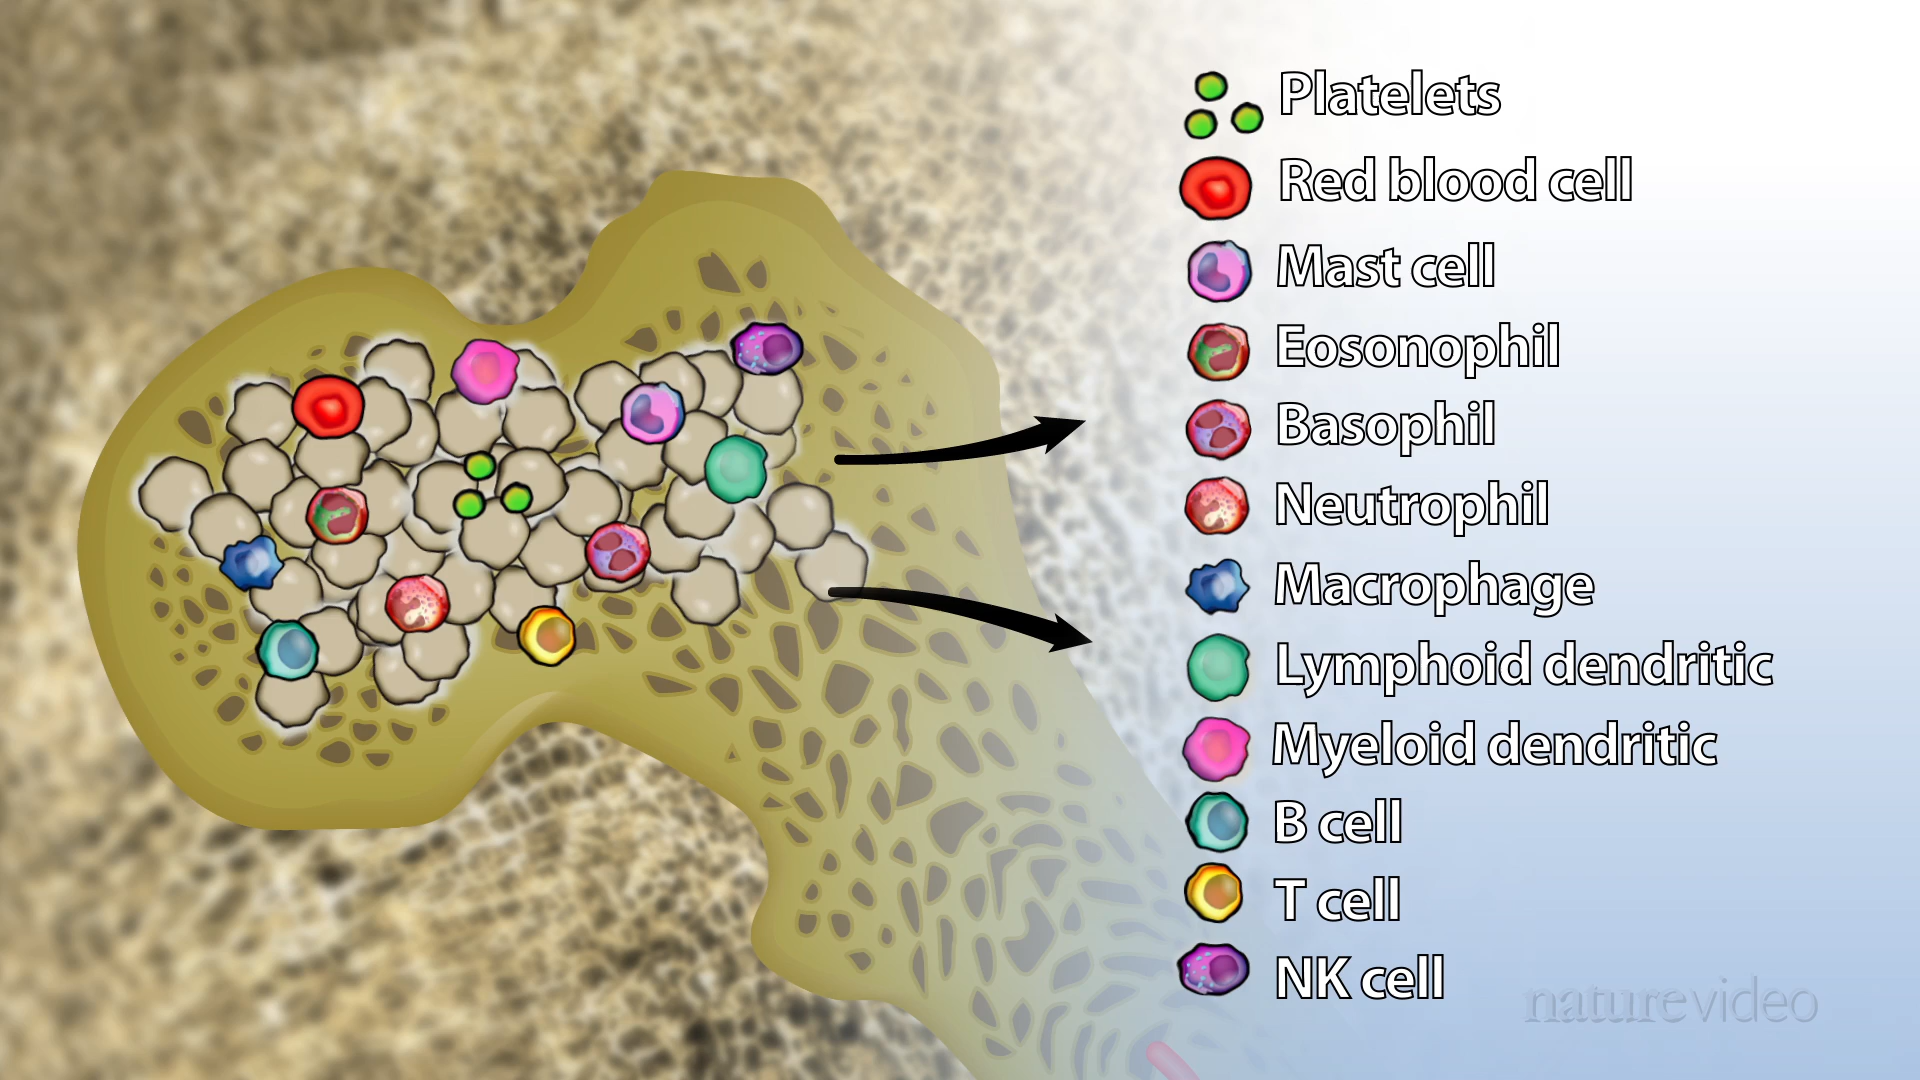 Platelets
Red blood cell
Mast cell
Eosonophil
Basophil
Neutrophil
Macrophage
Lymphoid dendritic
Myeloid dendritic
B cell
T cell
NK cell
naturevideo